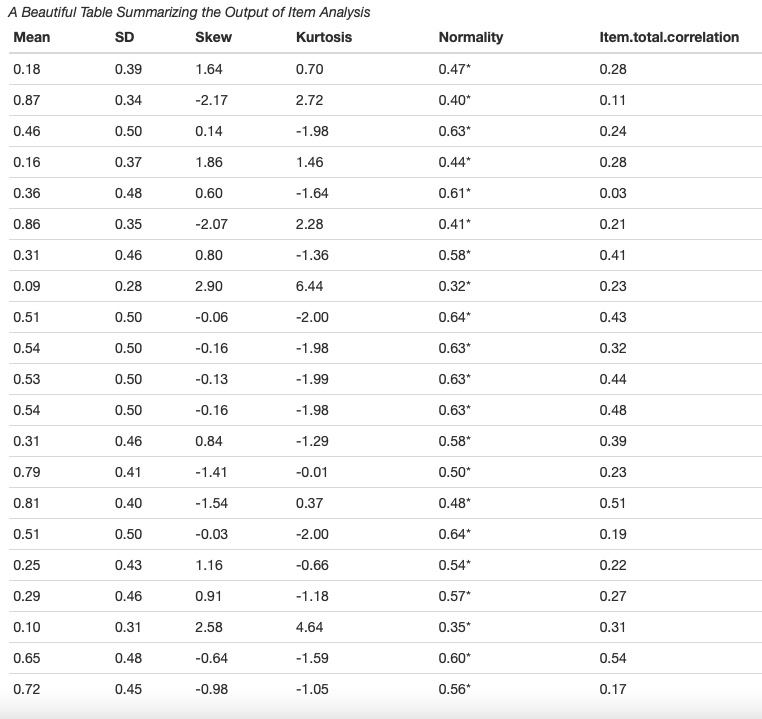 A Beautiful Table Summarizing the Output of Item Analysis
Mean SD Skew Kurtosis Normality Item.total.correlation
0.18 0.39 1.64 0.70 0.47* 0.28
0.87 0.34 -2.17 2.72 0.40* 0.11
0.46 0.50 0.14 -1.98 0.63* 0.24
0.16 0.37 1.86 1.46 0.44* 0.28
0.36 0.48 0.60 -1.64 0.61* 0.03
0.86 0.35 -2.07 2.28 0.41* 0.21
0.31 0.46 0.80 -1.36 0.58* 0.41
0.09 0.28 2.90 6.44 0.32* 0.23
0.51 0.50 -0.06 -2.00 0.64* 0.43
0.54 0.50 -0.16 -1.98 0.63* 0.32
0.53 0.50 -0.13 -1.99 0.63* 0.44
0.54 0.50 -0.16 -1.98 0.63* 0.48
0.31 0.46 0.84 -1.29 0.58* 0.39
0.79 0.41 -1.41 -0.01 0.50* 0.23
0.81 0.40 -1.54 0.37 0.48* 0.51
0.51 0.50 -0.03 -2.00 0.64* 0.19
0.25 0.43 1.16 -0.66 0.54* 0.22
0.29 0.46 0.91 -1.18 0.57* 0.27
0.10 0.31 2.58 4.64 0.35* 0.31
0.65 0.48 -0.64 -1.59 0.60* 0.54
0.72 0.45 -0.98 -1.05 0.56* 0.17